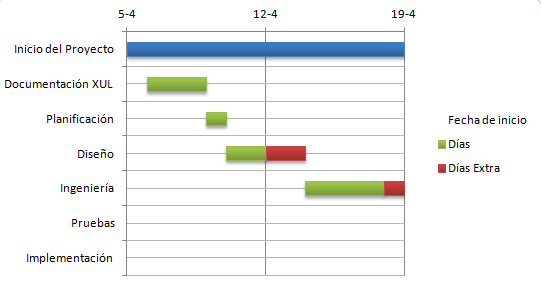 5-4
12-4
19-4
Inicio del Proyecto
Documentación XUL
Planificación
Diseño
Ingeniería
Pruebas
Implementación
Fecha de inicio
Días
Días Extra